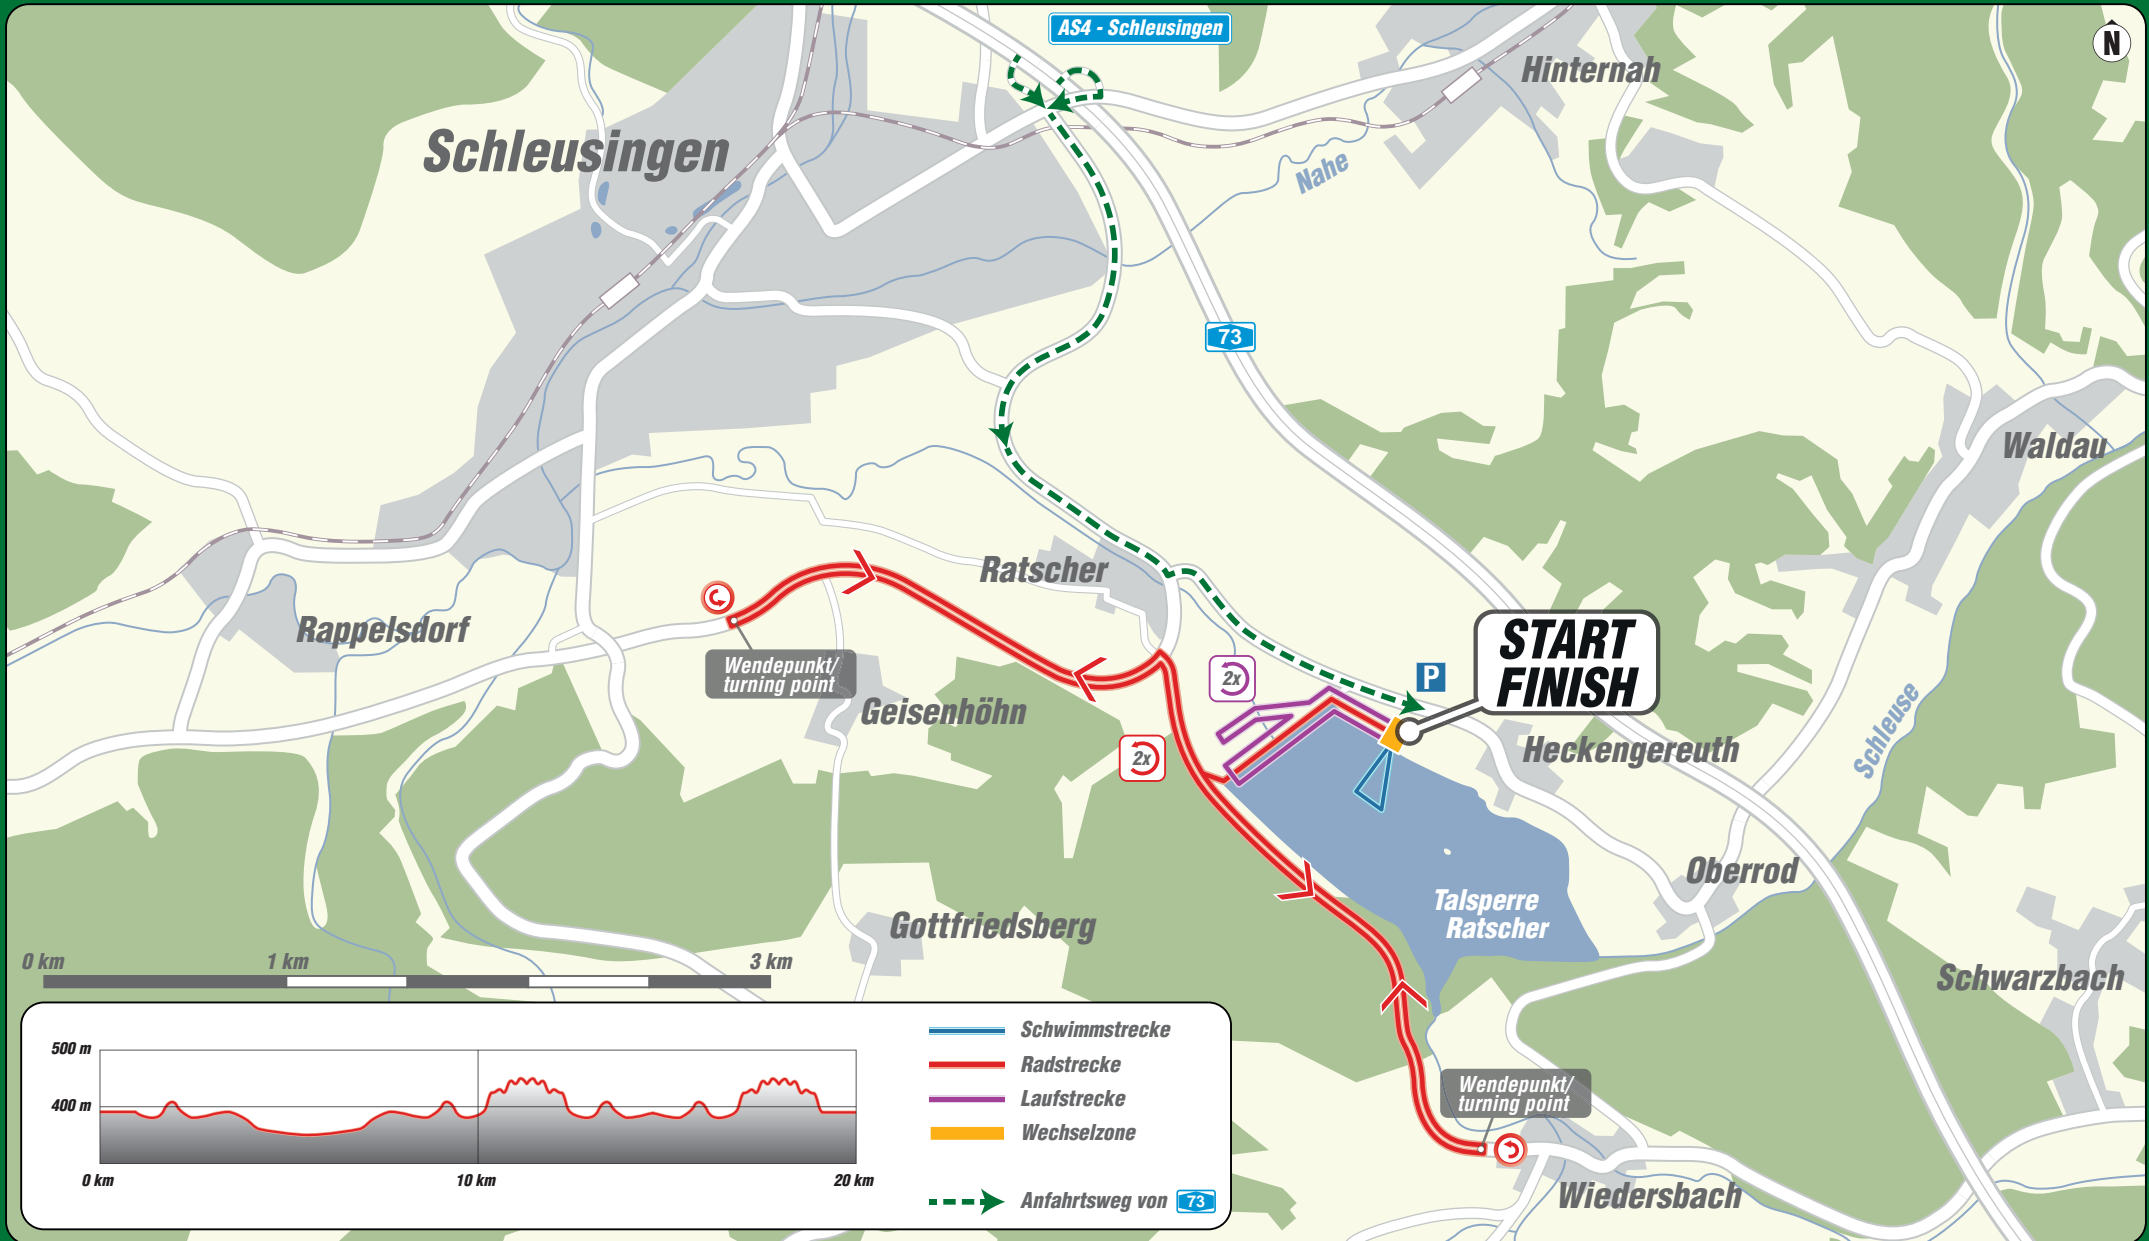 AS4 - Schleusingen
N
Hinternah
Schleusingen
Nahe
73
Waldau
Ratscher
Rappelsdorf
Wendepunkt/
turning point
2x
P
START
FINISH
Geisenhöhn
Heckengereuth
Schleuse
2x
Oberrod
Talsperre
Ratscher
Gottfriedsberg
Schwarzbach
0 km
1 km
3 km
Wendepunkt/
turning point
Wiedersbach
500 m
400 m
0 km
10 km
20 km
Schwimmstrecke
Radstrecke
Laufstrecke
Wechselzone
Anfahrtsweg von 73